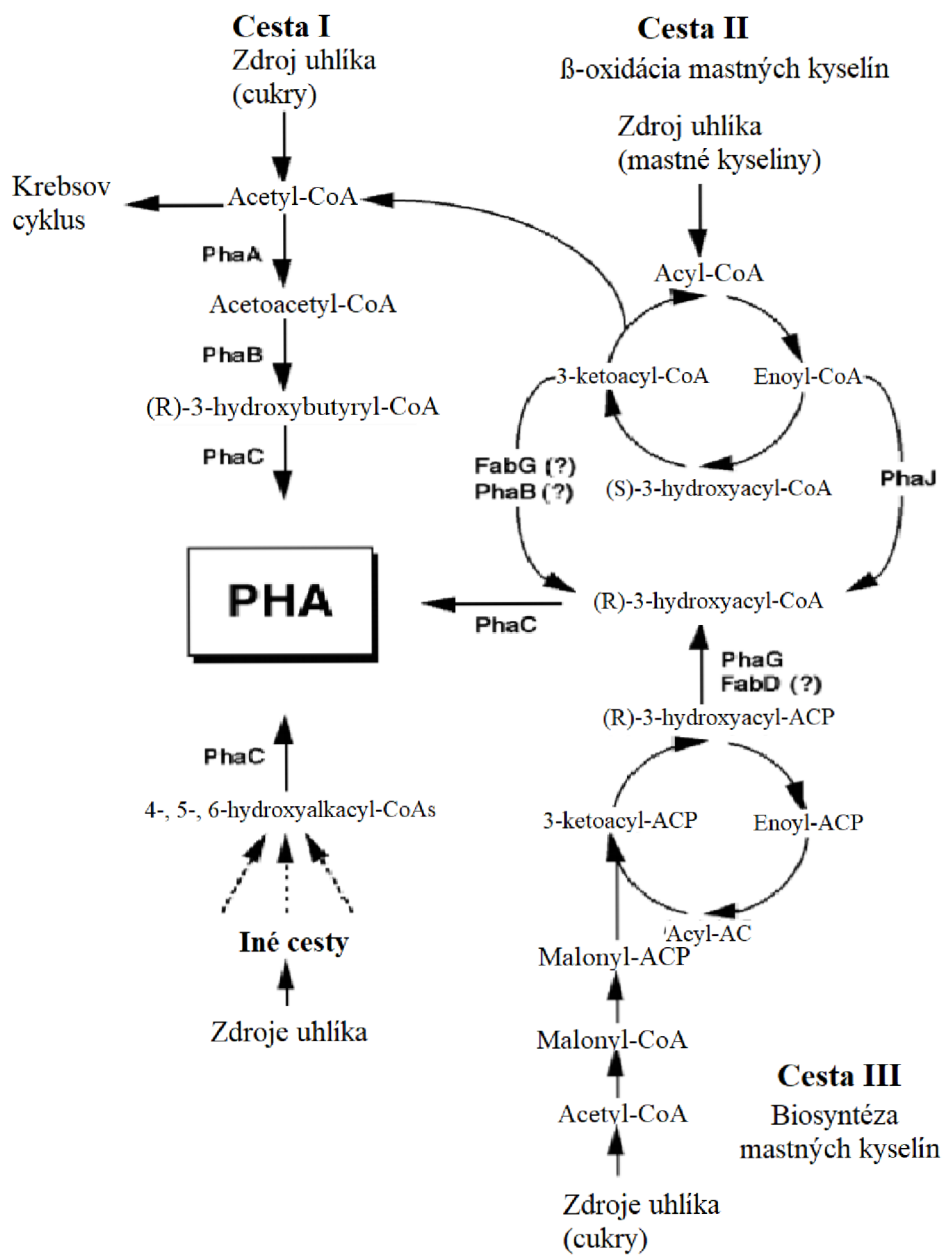 Cesta I
Zdroj uhlíka
(cukry)
Krebsov
cyklus
Acetyl-CoA
PhaA
Acetoacetyl-CoA
PhaB
(R)-3-hydroxybutyryl-CoA
PhaC
PHA
PhaC
4-, 5-, 6-hydroxyalkacyl-CoAs
Iné cesty
Zdroje uhlíka
Cesta II
ß-oxidácia mastných kyselín
Zdroj uhlíka
(mastné kyseliny)
Acyl-CoA
3-ketoacyl-CoA
Enoyl-CoA
FabG (?)
PhaB (?)
(S)-3-hydroxyacyl-CoA
PhaJ
(R)-3-hydroxyacyl-CoA
PhaC
PhaG
FabD (?)
(R)-3-hydroxyacyl-ACP
3-ketoacyl-ACP
Enoyl-ACP
Acyl-AC
Malonyl-ACP
Malonyl-CoA
Acetyl-CoA
Zdroje uhlíka
(cukry)
Cesta III
Biosyntéza
mastných kyselín